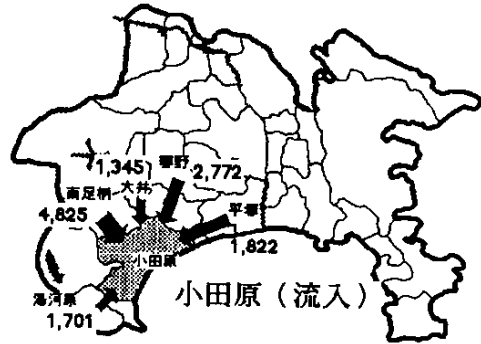 1,345
秦野
2,772
大井
南足柄
平塚
4,825
1,822
小田原
小田原（流入）
湯河原
1,701